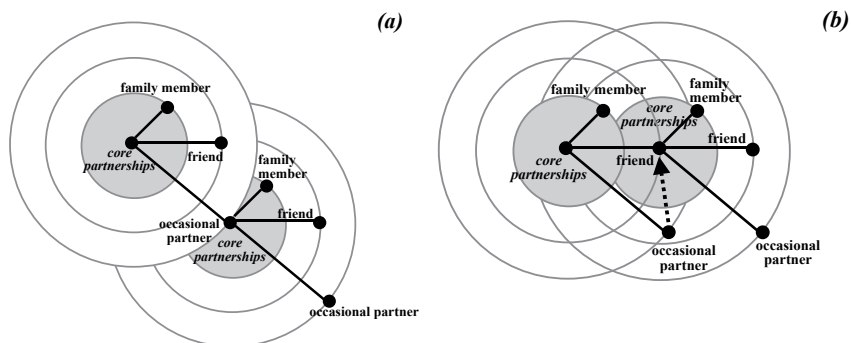 (a)
family member
core
partnerships
friend
family
member
occasional
partner
friend
core
partnerships
occasional partner
(b)
family member
family
member
core
partnerships
friend
core
partnerships
friend
occasional
partner
occasional
partner